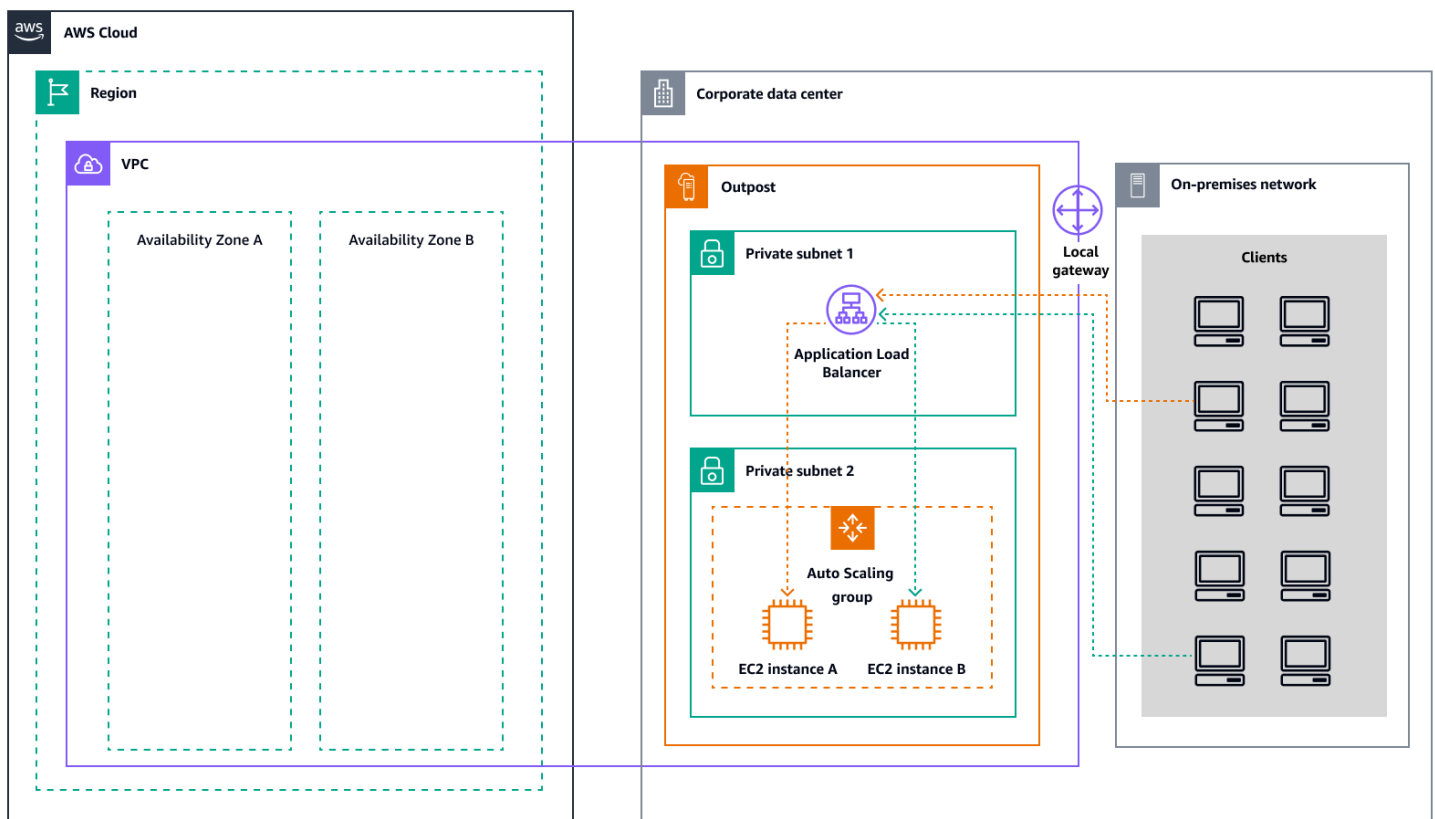 aws
AWS Cloud
Region
VPC
Availability Zone A
Availability Zone B
Corporate data center
Outpost
Private subnet 1
Application Load
Balancer
Private subnet 2
Auto Scaling
group
EC2 instance A
EC2 instance B
Local
gateway
On-premises network
Clients